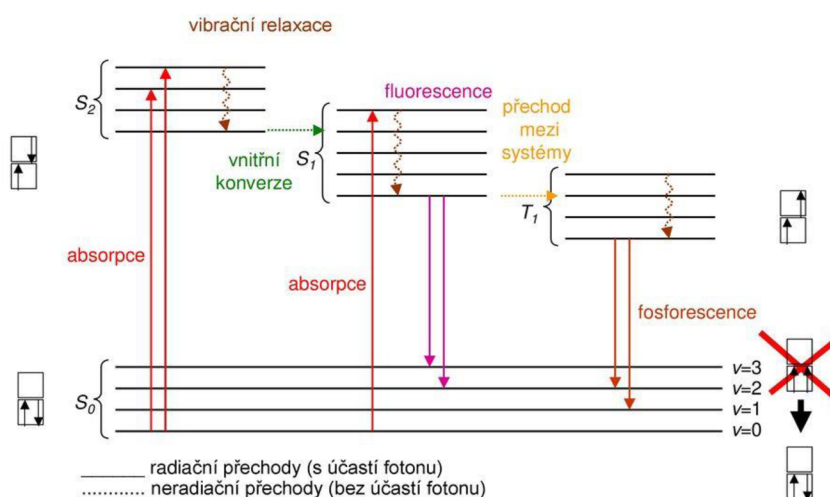 vibrační relaxace
S2
fluorescence
přechod
mezi
systémy
S1
vnitřní
konverze
T1
absorpce
absorpce
fosforescence
v=3
v=2
S0
v=1
v=0
radiační přechody (s účastí fotonu)
neradiační přechody (bez účastí fotonu)